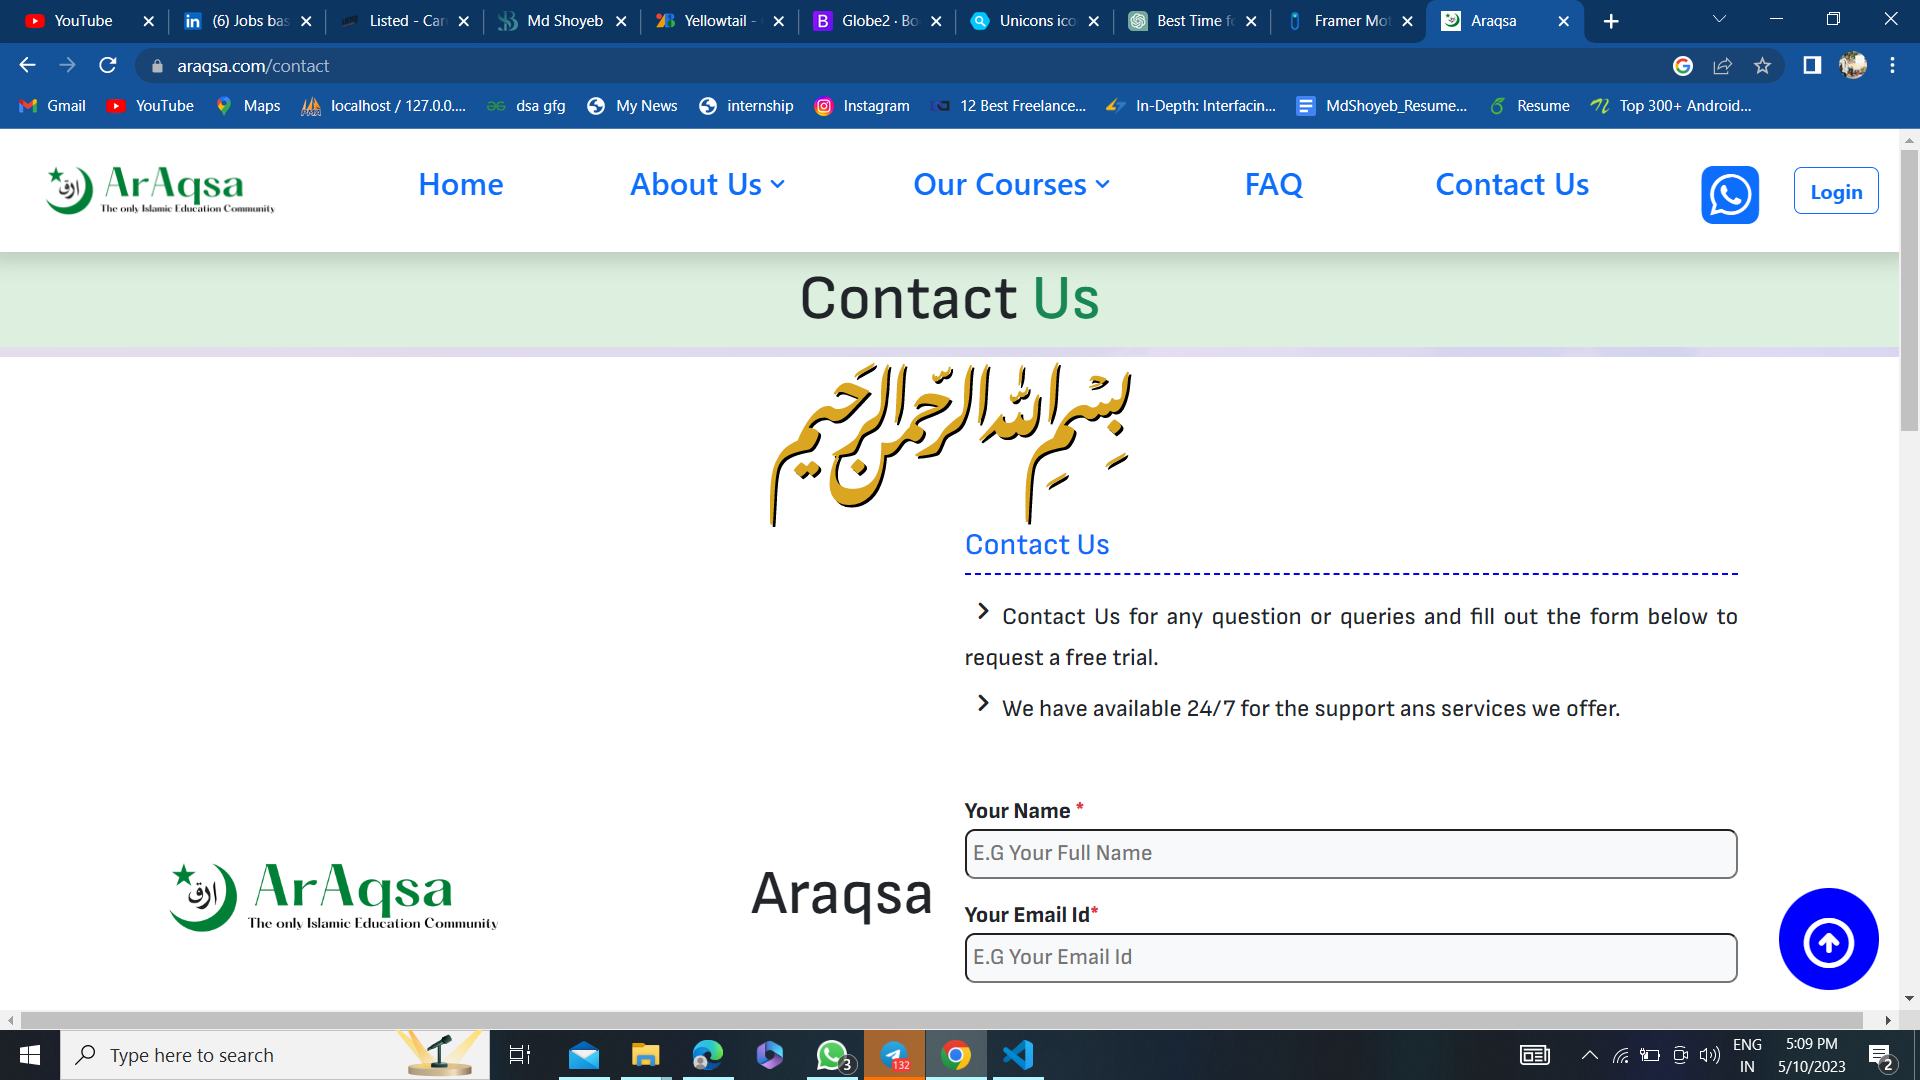 YouTube
(6) Jobs bas
Listed - Car
Md Shoyeb
Yellowtail -
Globe2 · Bo
Unicons ico
Best Time fo
Framer Mot
Araqsa
araqsa.com/contact
Gmail
YouTube
Maps
localhost / 127.0.0....
dsa gfg
My News
internship
Instagram
12 Best Freelance...
In-Depth: Interfacin...
MdShoyeb_Resume...
Resume
Top 300+ Android...
ارق
ArAqsa
The only Islamic Education Community
Home
About Us
Our Courses
FAQ
Contact Us
Login
Contact Us
بِسْمِ اللهِ الرَّحْمنِ الرَّحِيمِ
Contact Us
Contact Us for any question or queries and fill out the form below to
request a free trial.
We have available 24/7 for the support ans services we offer.
Your Name *
E.G Your Full Name
Your Email Id*
E.G Your Email Id
ارق
ArAqsa
The only Islamic Education Community
Araqsa
Type here to search
3
132
ENG
IN
5:09 PM
5/10/2023
2